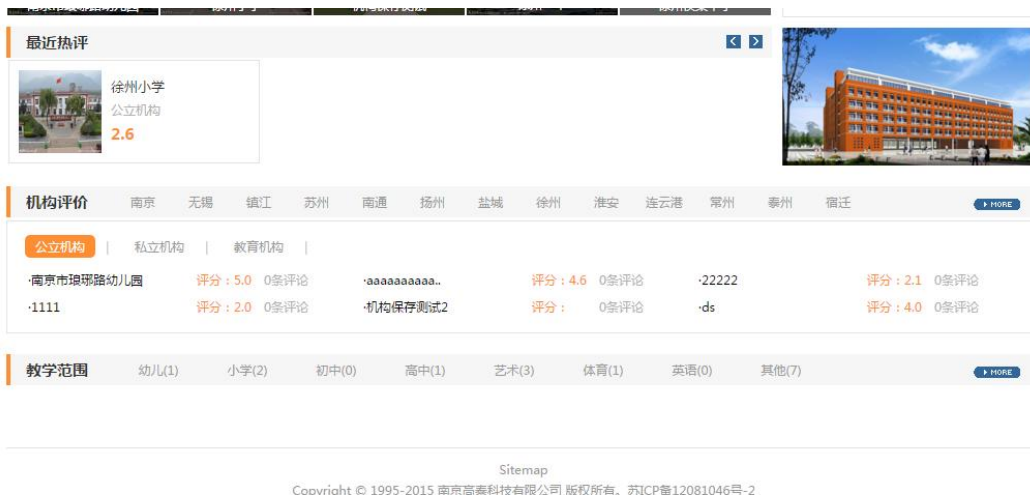 最近热评
徐州小学
公立机构
2.6
机构评价 南京 无锡 镇江 苏州 南通 扬州 盐城 徐州 淮安 连云港 常州 泰州 宿迁 MORE
公立机构 | 私立机构 | 教育机构 |
·南京市琅琊路幼儿园 评分：5.0 0条评论 ·aaaaaaaaaa.. 评分：4.6 0条评论 ·22222 评分：2.1 0条评论
·1111 评分：2.0 0条评论 ·机构保存测试2 评分： 0条评论 ·ds 评分：4.0 0条评论
教学范围 幼儿(1) 小学(2) 初中(0) 高中(1) 艺术(3) 体育(1) 英语(0) 其他(7) MORE
Sitemap
Copyright © 1995-2015 南京高泰科技有限公司 版权所有。苏ICP备12081046号-2